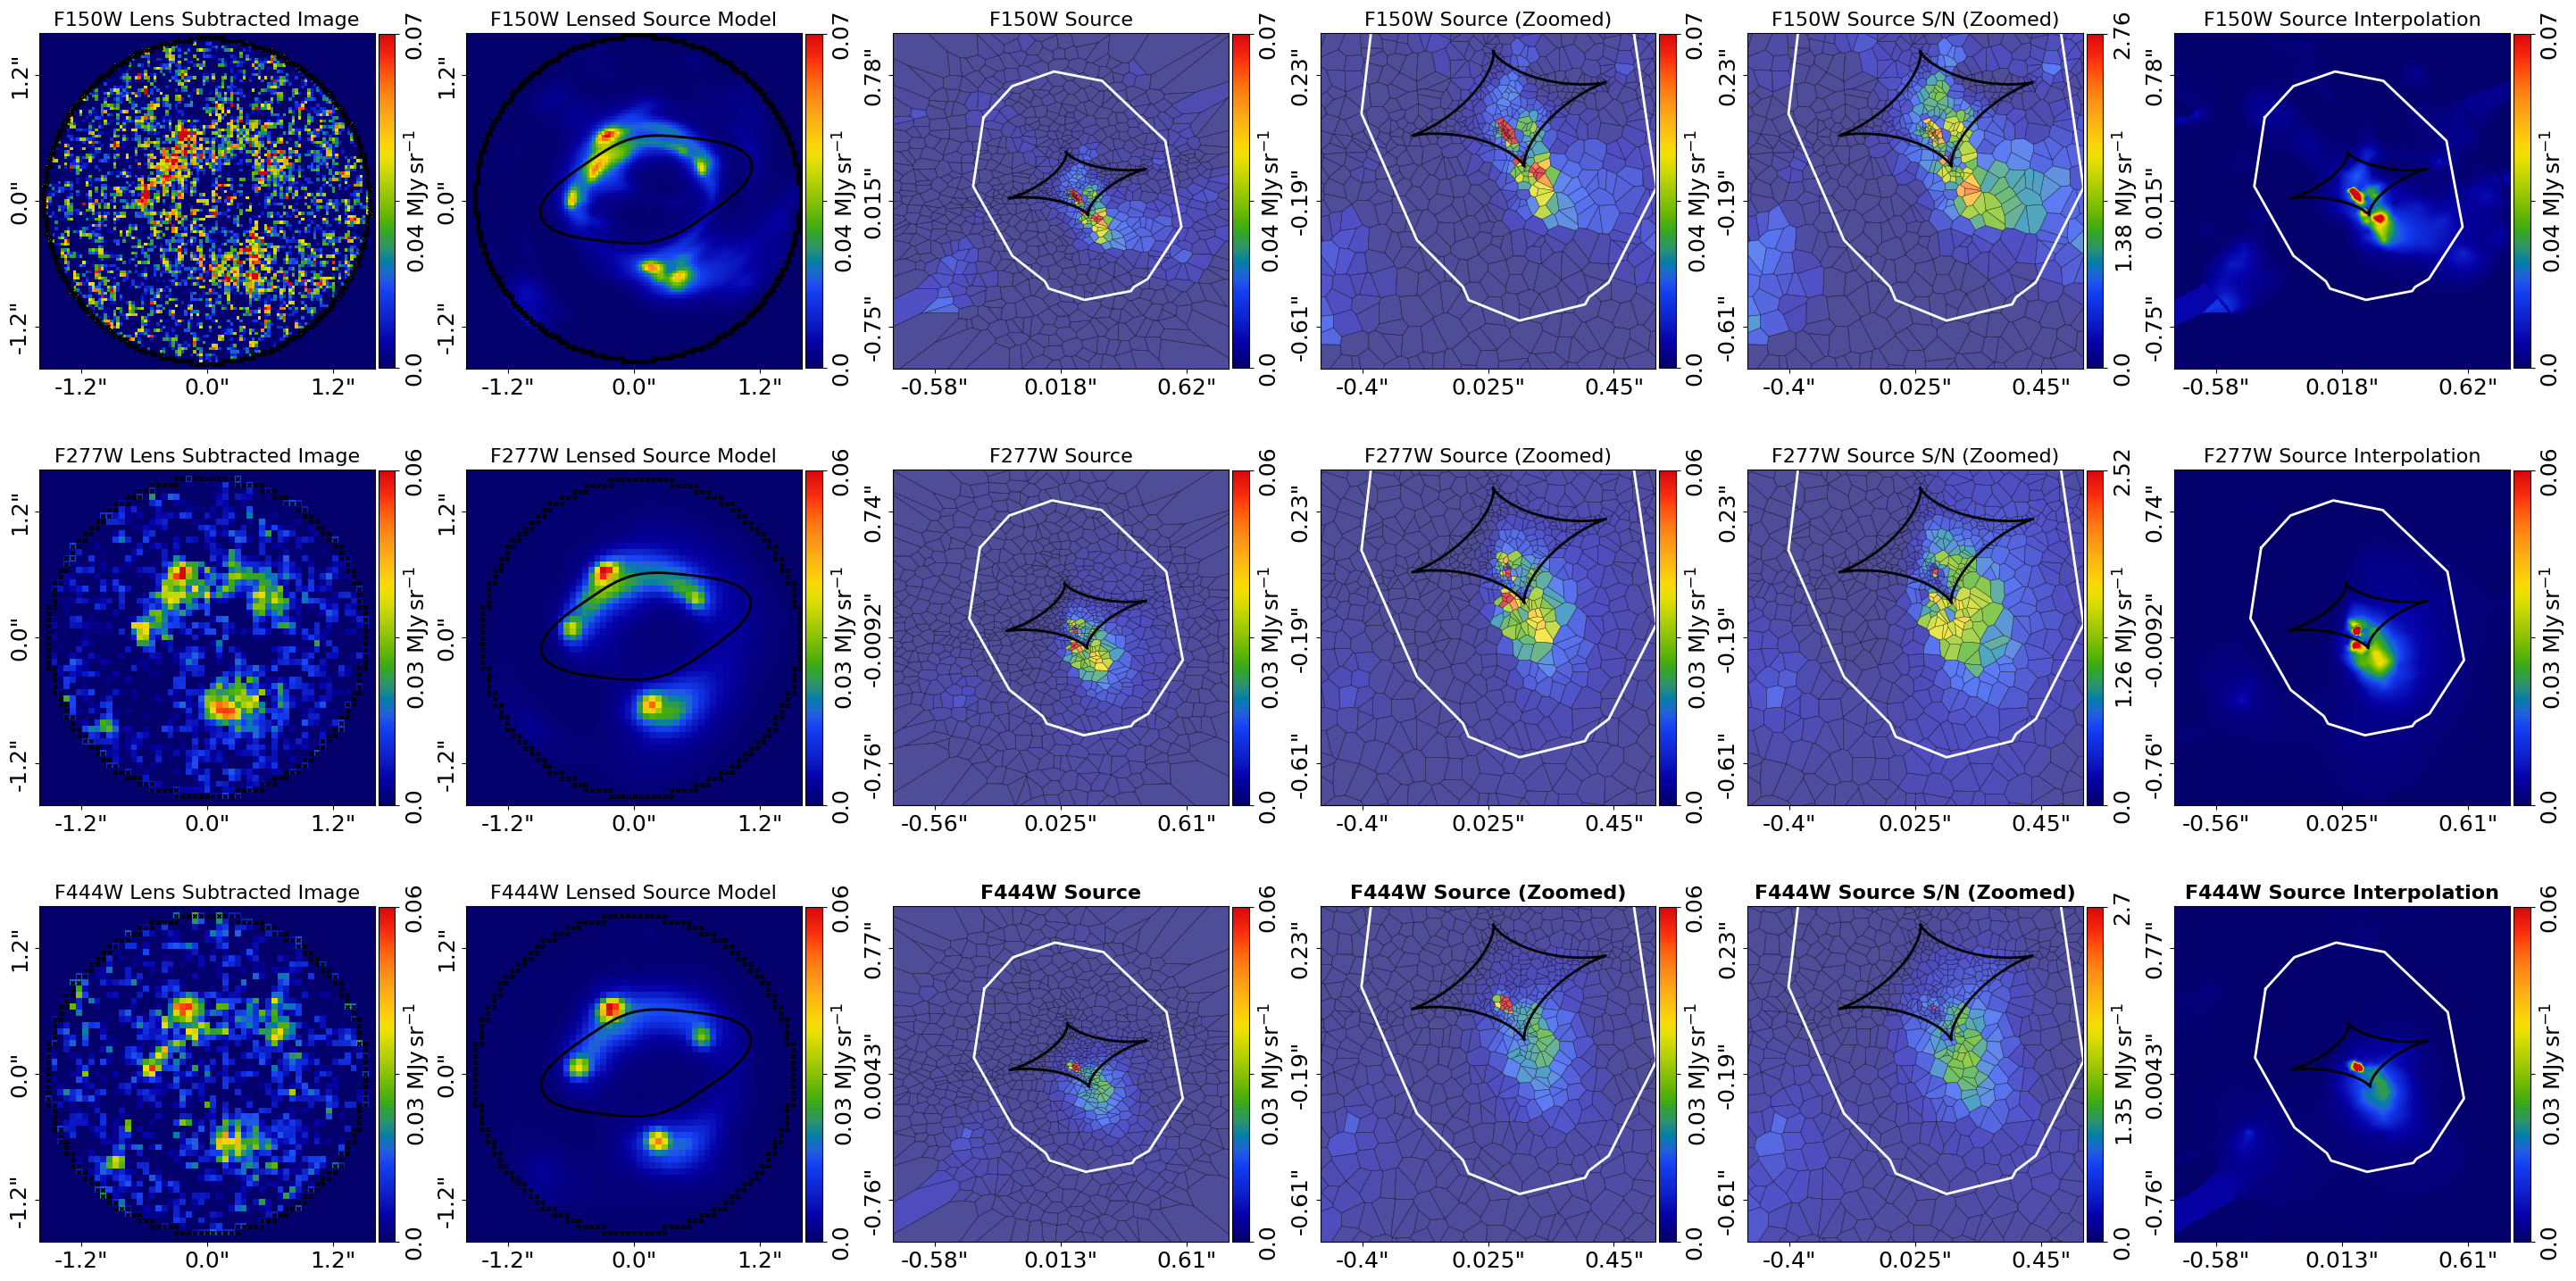 F150W Lens Subtracted Image
F150W Lensed Source Model
F150W Source
F150W Source (Zoomed)
F150W Source S/N (Zoomed)
F150W Source Interpolation
1.2" 0.0" -1.2"
-1.2" 0.0" 1.2"
0.07 0.04 MJy sr⁻¹ 0.0
1.2" 0.0" -1.2"
-1.2" 0.0" 1.2"
0.07 0.04 MJy sr⁻¹ 0.0
0.78" 0.015" -0.75"
-0.58" 0.018" 0.62"
0.07 0.04 MJy sr⁻¹ 0.0
0.23" -0.19" -0.61"
-0.4" 0.025" 0.45"
0.07 0.04 MJy sr⁻¹ 0.0
0.23" -0.19" -0.61"
-0.4" 0.025" 0.45"
2.76 1.38 MJy sr⁻¹ 0.0
0.78" 0.015" -0.75"
-0.58" 0.018" 0.62"
0.07 0.04 MJy sr⁻¹ 0.0
F277W Lens Subtracted Image
F277W Lensed Source Model
F277W Source
F277W Source (Zoomed)
F277W Source S/N (Zoomed)
F277W Source Interpolation
1.2" 0.0" -1.2"
-1.2" 0.0" 1.2"
0.06 0.03 MJy sr⁻¹ 0.0
1.2" 0.0" -1.2"
-1.2" 0.0" 1.2"
0.06 0.03 MJy sr⁻¹ 0.0
0.74" -0.0092" -0.76"
-0.56" 0.025" 0.61"
0.06 0.03 MJy sr⁻¹ 0.0
0.23" -0.19" -0.61"
-0.4" 0.025" 0.45"
0.06 0.03 MJy sr⁻¹ 0.0
0.23" -0.19" -0.61"
-0.4" 0.025" 0.45"
2.52 1.26 MJy sr⁻¹ 0.0
0.74" -0.0092" -0.76"
-0.56" 0.025" 0.61"
0.06 0.03 MJy sr⁻¹ 0.0
F444W Lens Subtracted Image
F444W Lensed Source Model
F444W Source
F444W Source (Zoomed)
F444W Source S/N (Zoomed)
F444W Source Interpolation
1.2" 0.0" -1.2"
-1.2" 0.0" 1.2"
0.06 0.03 MJy sr⁻¹ 0.0
1.2" 0.0" -1.2"
-1.2" 0.0" 1.2"
0.06 0.03 MJy sr⁻¹ 0.0
0.77" 0.0043" -0.76"
-0.58" 0.013" 0.61"
0.06 0.03 MJy sr⁻¹ 0.0
0.23" -0.19" -0.61"
-0.4" 0.025" 0.45"
0.06 0.03 MJy sr⁻¹ 0.0
0.23" -0.19" -0.61"
-0.4" 0.025" 0.45"
2.7 1.35 MJy sr⁻¹ 0.0
0.77" 0.0043" -0.76"
-0.58" 0.013" 0.61"
0.06 0.03 MJy sr⁻¹ 0.0